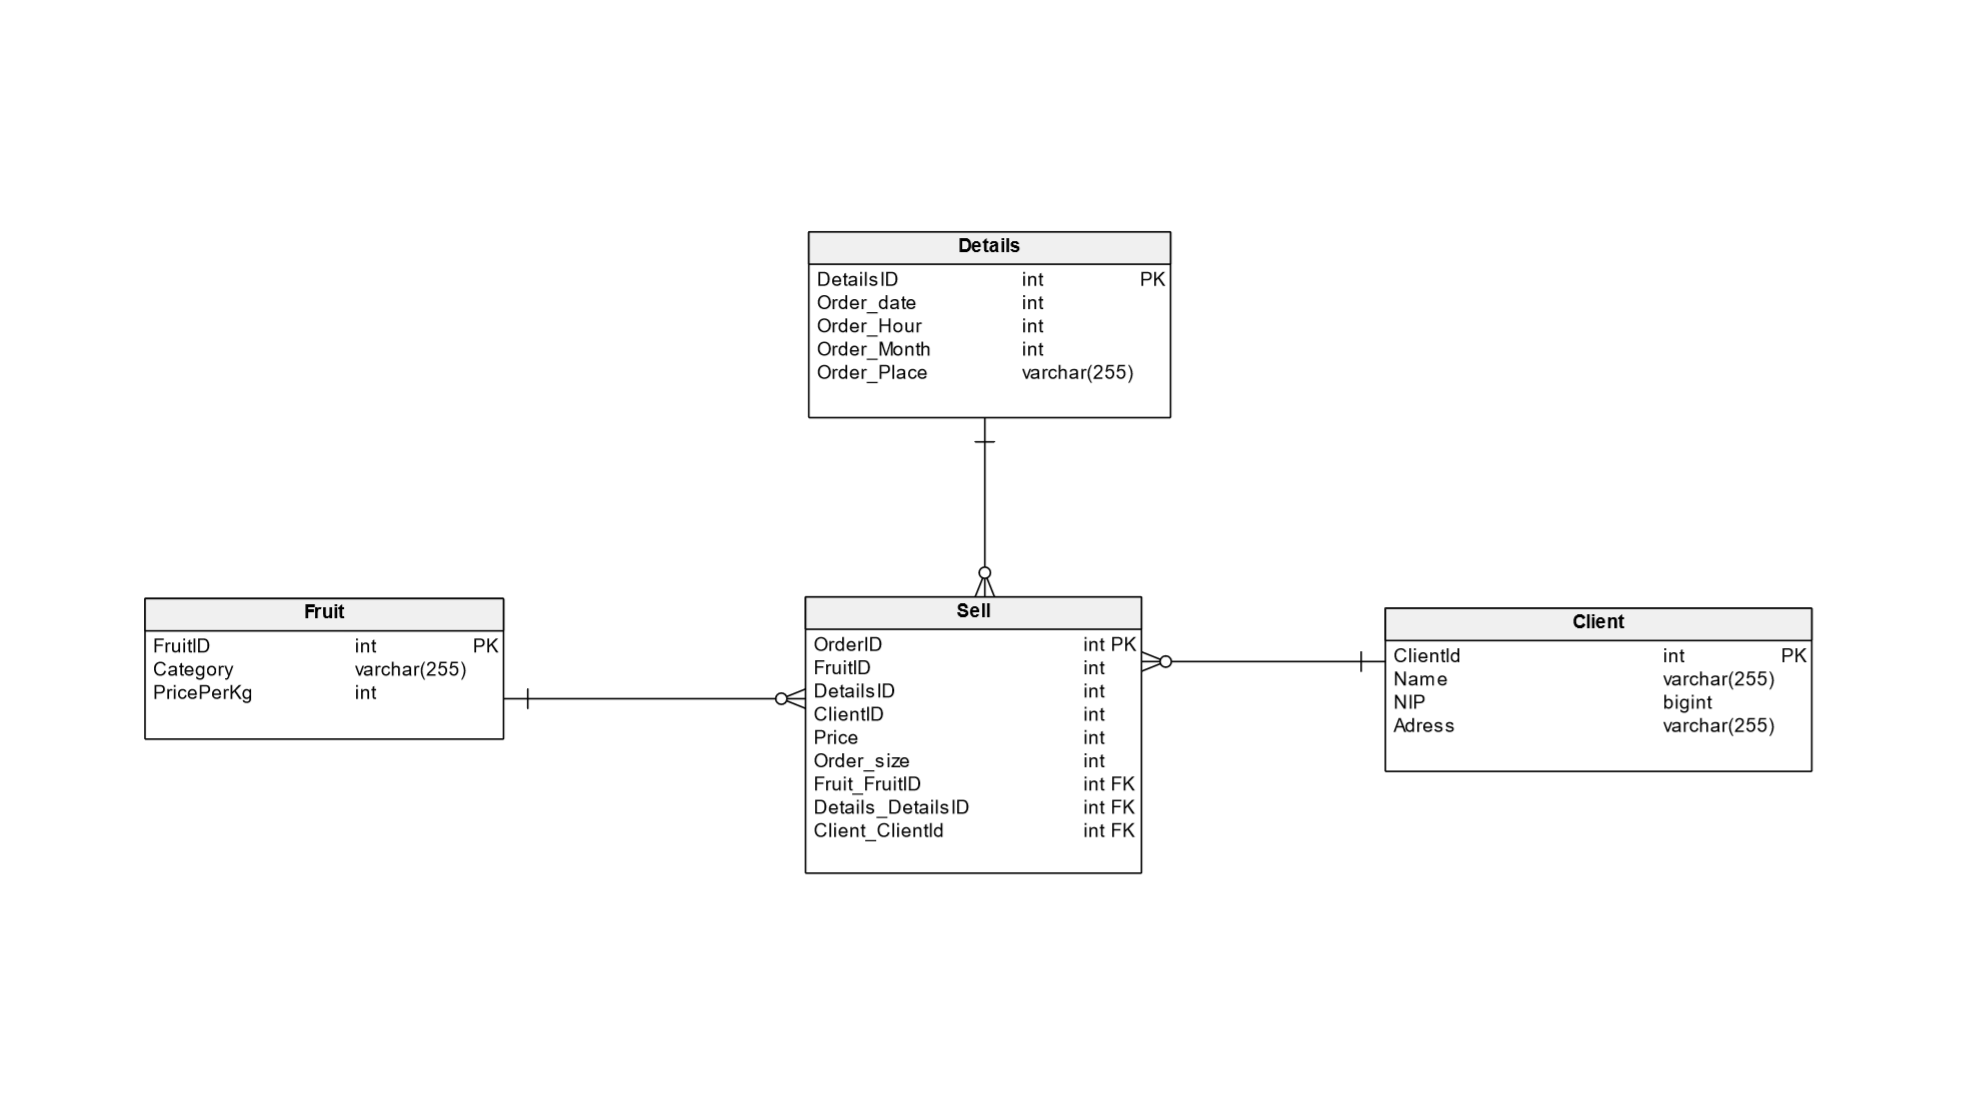 Details
DetailsID int PK
Order_date int
Order_Hour int
Order_Month int
Order_Place varchar(255)
Fruit
FruitID int PK
Category varchar(255)
PricePerKg int
Sell
OrderID int PK
FruitID int
DetailsID int
ClientID int
Price int
Order_size int
Fruit_FruitID int FK
Details_DetailsID int FK
Client_ClientId int FK
Client
ClientId int PK
Name varchar(255)
NIP bigint
Adress varchar(255)